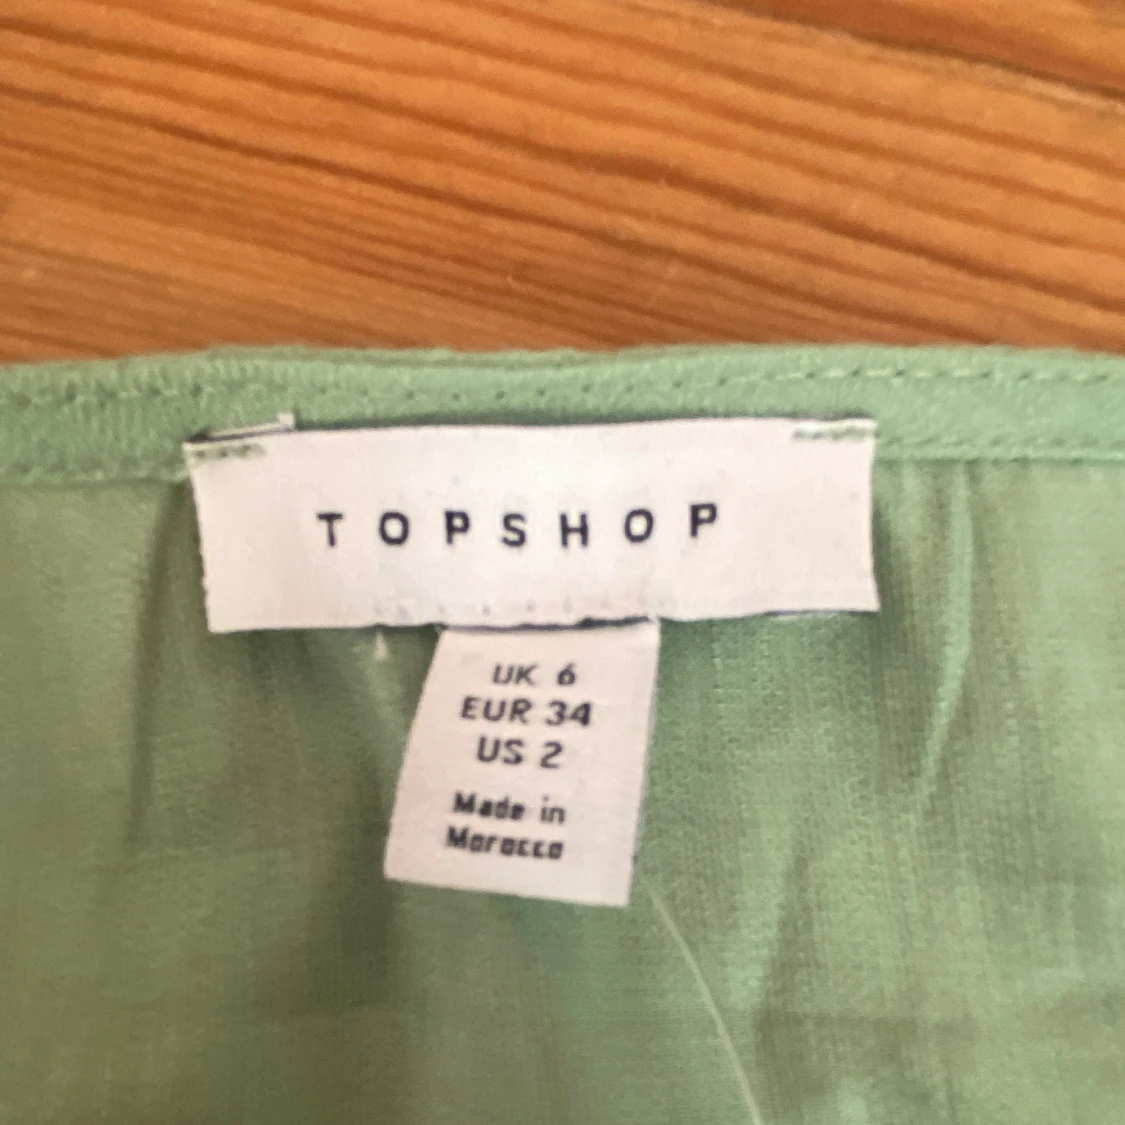 TOPSHOP
UK 6
EUR 34
US 2
Made in
Morocco